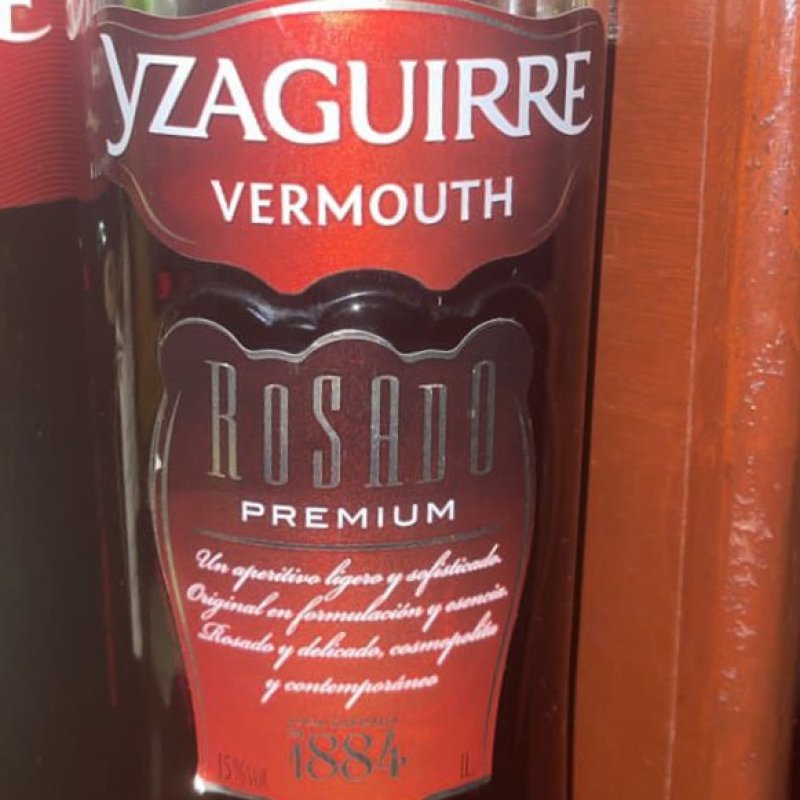 YZAGUIRRE
VERMOUTH
ROSADO
PREMIUM
Un aperitivo ligero y sofisticado.
Original en formulación y esencia.
Rosado y delicado, cosmopolita
y contemporáneo
1884
15%Vol. 1L.